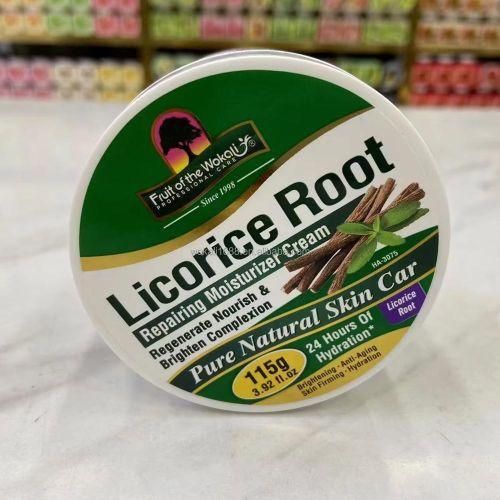 Fruit of the Wokali
PROFESSIONAL CARE
Since 1998
Licorice Root
Repairing Moisturizer Cream
Regenerate Nourish &
Brighten Complexion
HA-3075
Pure Natural Skin Car
Licorice
Root
115g
3.92 fl.oz
24 Hours Of
Hydration*
Brightening - Anti-Aging
Skin Firming - Hydration